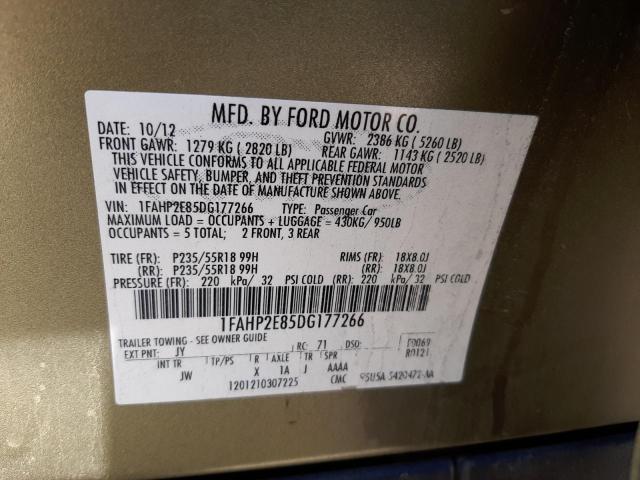 MFD. BY FORD MOTOR CO.
DATE: 10/12 GVWR: 2386 KG ( 5260 LB)
FRONT GAWR: 1279 KG ( 2820 LB) REAR GAWR: 1143 KG ( 2520 LB)
THIS VEHICLE CONFORMS TO ALL APPLICABLE FEDERAL MOTOR
VEHICLE SAFETY, BUMPER, AND THEFT PREVENTION STANDARDS
IN EFFECT ON THE DATE OF MANUFACTURE SHOWN ABOVE.
VIN: 1FAHP2E85DG177266 TYPE: Passenger Car
MAXIMUM LOAD = OCCUPANTS + LUGGAGE = 430KG/ 950LB
OCCUPANTS = 5 TOTAL; 2 FRONT, 3 REAR
TIRE (FR): P235/55R18 99H RIMS (FR): 18X8.0J
(RR): P235/55R18 99H (RR): 18X8.0J
PRESSURE (FR): 220 kPa/ 32 PSI COLD (RR): 220 kPa/ 32 PSI COLD
1FAHP2E85DG177266
TRAILER TOWING - SEE OWNER GUIDE
EXT PNT: JY RC: 71 DSO: F0069
INT TR TP/PS R AXLE TR SPR R0121
JW X 1A J AAAA
1201210307225 CMC